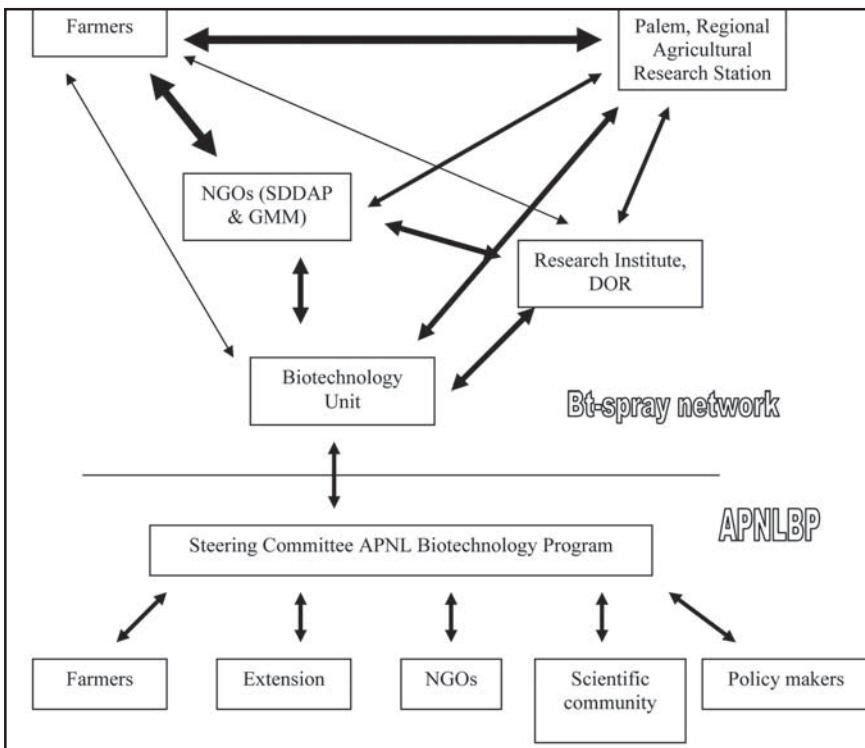 Farmers
Palem, Regional
Agricultural
Research Station
NGOs (SDDAP
& GMM)
Research Institute,
DOR
Biotechnology
Unit
Bt-spray network
APNLBP
Steering Committee APNL Biotechnology Program
Farmers
Extension
NGOs
Scientific
community
Policy makers